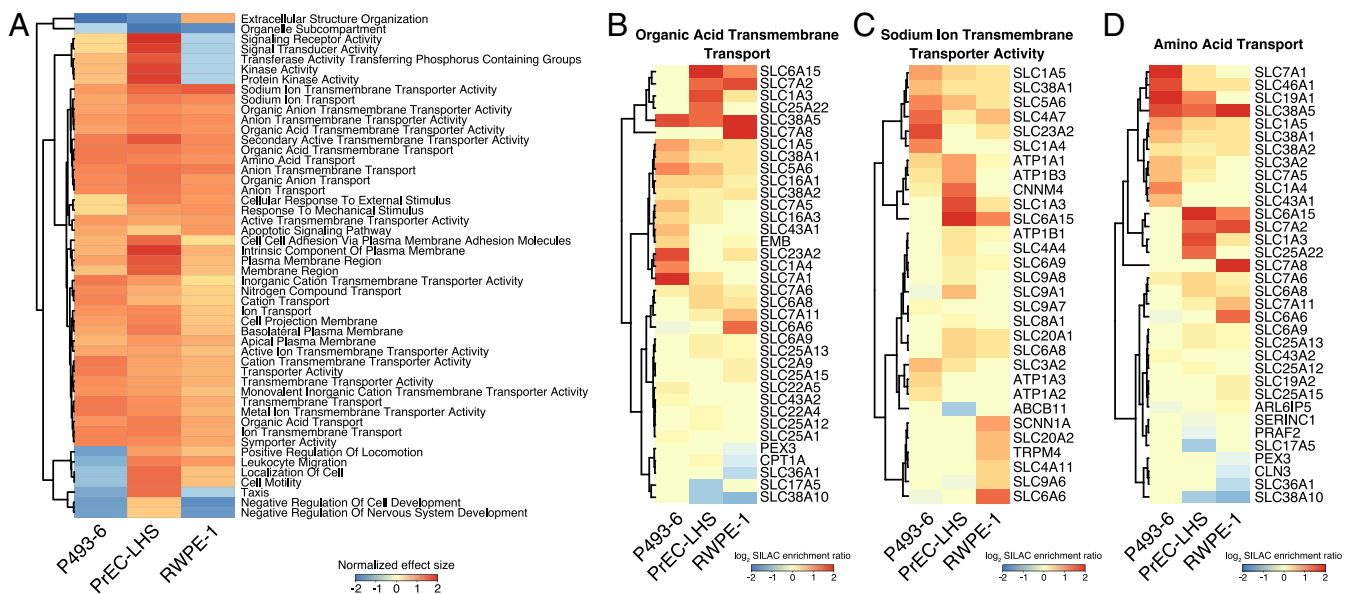 A
Extracellular Structure Organization
Organelle Subcompartment
Signaling Receptor Activity
Signal Transducer Activity
Transferase Activity Transferring Phosphorus Containing Groups
Kinase Activity
Protein Kinase Activity
Sodium Ion Transmembrane Transporter Activity
Sodium Ion Transport
Organic Anion Transmembrane Transporter Activity
Anion Transmembrane Transporter Activity
Organic Acid Transmembrane Transporter Activity
Secondary Active Transmembrane Transporter Activity
Organic Acid Transmembrane Transport
Amino Acid Transport
Anion Transmembrane Transport
Organic Anion Transport
Anion Transport
Cellular Response To External Stimulus
Response To Mechanical Stimulus
Active Transmembrane Transporter Activity
Apoptotic Signaling Pathway
Cell Cell Adhesion Via Plasma Membrane Adhesion Molecules
Intrinsic Component Of Plasma Membrane
Plasma Membrane Region
Membrane Region
Inorganic Cation Transmembrane Transporter Activity
Nitrogen Compound Transport
Cation Transport
Ion Transport
Cell Projection Membrane
Basolateral Plasma Membrane
Apical Plasma Membrane
Active Ion Transmembrane Transporter Activity
Cation Transmembrane Transporter Activity
Transporter Activity
Transmembrane Transporter Activity
Monovalent Inorganic Cation Transmembrane Transporter Activity
Transmembrane Transport
Metal Ion Transmembrane Transporter Activity
Organic Acid Transport
Ion Transmembrane Transport
Symporter Activity
Positive Regulation Of Locomotion
Leukocyte Migration
Localization Of Cell
Cell Motility
Taxis
Negative Regulation Of Cell Development
Negative Regulation Of Nervous System Development
P493-6
PrEC-LHS
RWPE-1
Normalized effect size
-2 -1 0 1 2
B
Organic Acid Transmembrane
Transport
SLC6A15
SLC7A2
SLC1A3
SLC25A22
SLC38A5
SLC7A8
SLC1A5
SLC38A1
SLC5A6
SLC16A1
SLC38A2
SLC7A5
SLC16A3
SLC43A1
EMB
SLC23A2
SLC1A4
SLC7A1
SLC7A6
SLC6A8
SLC7A11
SLC6A6
SLC6A9
SLC25A13
SLC2A9
SLC25A15
SLC22A5
SLC43A2
SLC22A4
SLC25A12
SLC25A1
PEX3
CPT1A
SLC36A1
SLC17A5
SLC38A10
P493-6
PrEC-LHS
RWPE-1
log2 SILAC enrichment ratio
-2 -1 0 1 2
C
Sodium Ion Transmembrane
Transporter Activity
SLC1A5
SLC38A1
SLC5A6
SLC4A7
SLC23A2
SLC1A4
ATP1A1
ATP1B3
CNNM4
SLC1A3
SLC6A15
ATP1B1
SLC4A4
SLC6A9
SLC9A8
SLC9A1
SLC9A7
SLC8A1
SLC20A1
SLC6A8
SLC3A2
ATP1A3
ATP1A2
ABCB11
SCNN1A
SLC20A2
TRPM4
SLC4A11
SLC9A6
SLC6A6
P493-6
PrEC-LHS
RWPE-1
log2 SILAC enrichment ratio
-2 -1 0 1 2
D
Amino Acid Transport
SLC7A1
SLC46A1
SLC19A1
SLC38A5
SLC1A5
SLC38A1
SLC38A2
SLC3A2
SLC7A5
SLC1A4
SLC43A1
SLC6A15
SLC7A2
SLC1A3
SLC25A22
SLC7A8
SLC7A6
SLC6A8
SLC7A11
SLC6A6
SLC6A9
SLC25A13
SLC43A2
SLC25A12
SLC19A2
SLC25A15
ARL6IP5
SERINC1
PRAF2
SLC17A5
PEX3
CLN3
SLC36A1
SLC38A10
P493-6
PrEC-LHS
RWPE-1
log2 SILAC enrichment ratio
-2 -1 0 1 2